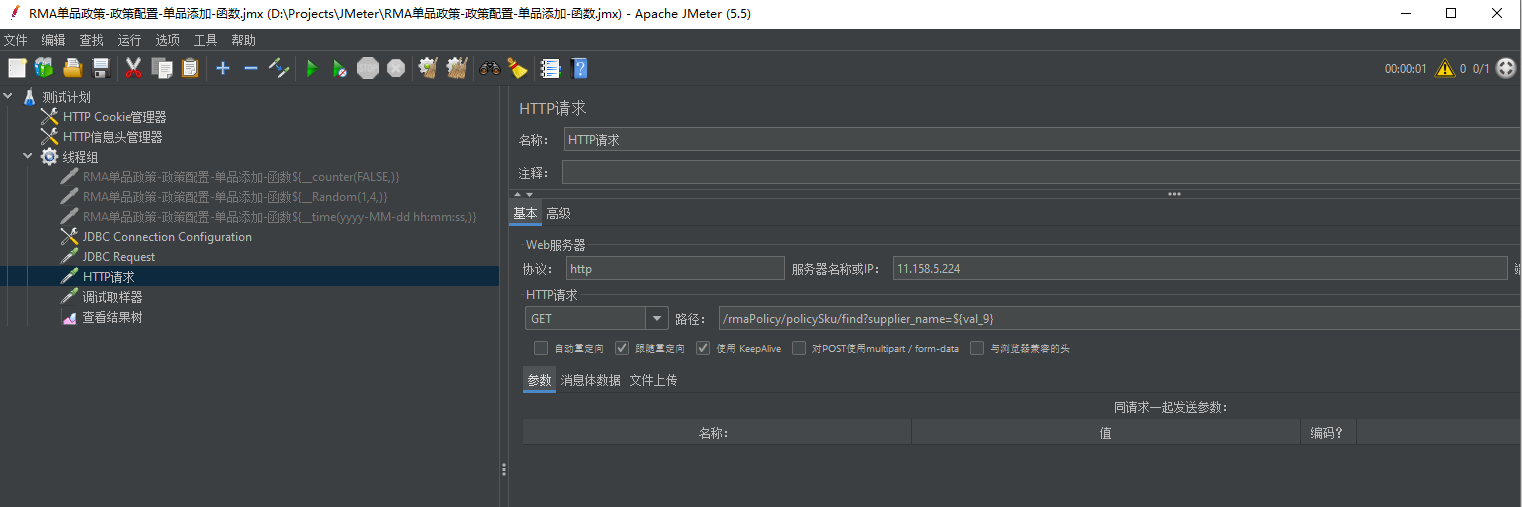 RMA单品政策-政策配置-单品添加-函数.jmx (D:\Projects\JMeter\RMA单品政策-政策配置-单品添加-函数.jmx) - Apache JMeter (5.5)
文件 编辑 查找 运行 选项 工具 帮助
STOP
00:00:01 0 0/1
测试计划
HTTP Cookie管理器
HTTP信息头管理器
线程组
RMA单品政策-政策配置-单品添加-函数${__counter(FALSE,)}
RMA单品政策-政策配置-单品添加-函数${__Random(1,4,)}
RMA单品政策-政策配置-单品添加-函数${__time(yyyy-MM-dd hh:mm:ss,)}
JDBC Connection Configuration
JDBC Request
HTTP请求
调试取样器
查看结果树
HTTP请求
名称： HTTP请求
注释：
基本 高级
Web服务器
协议： http 服务器名称或IP： 11.158.5.224
HTTP请求
GET 路径： /rmaPolicy/policySku/find?supplier_name=${val_9}
自动重定向 跟随重定向 使用 KeepAlive 对POST使用multipart / form-data 与浏览器兼容的头
参数 消息体数据 文件上传
同请求一起发送参数：
名称： 值 编码？